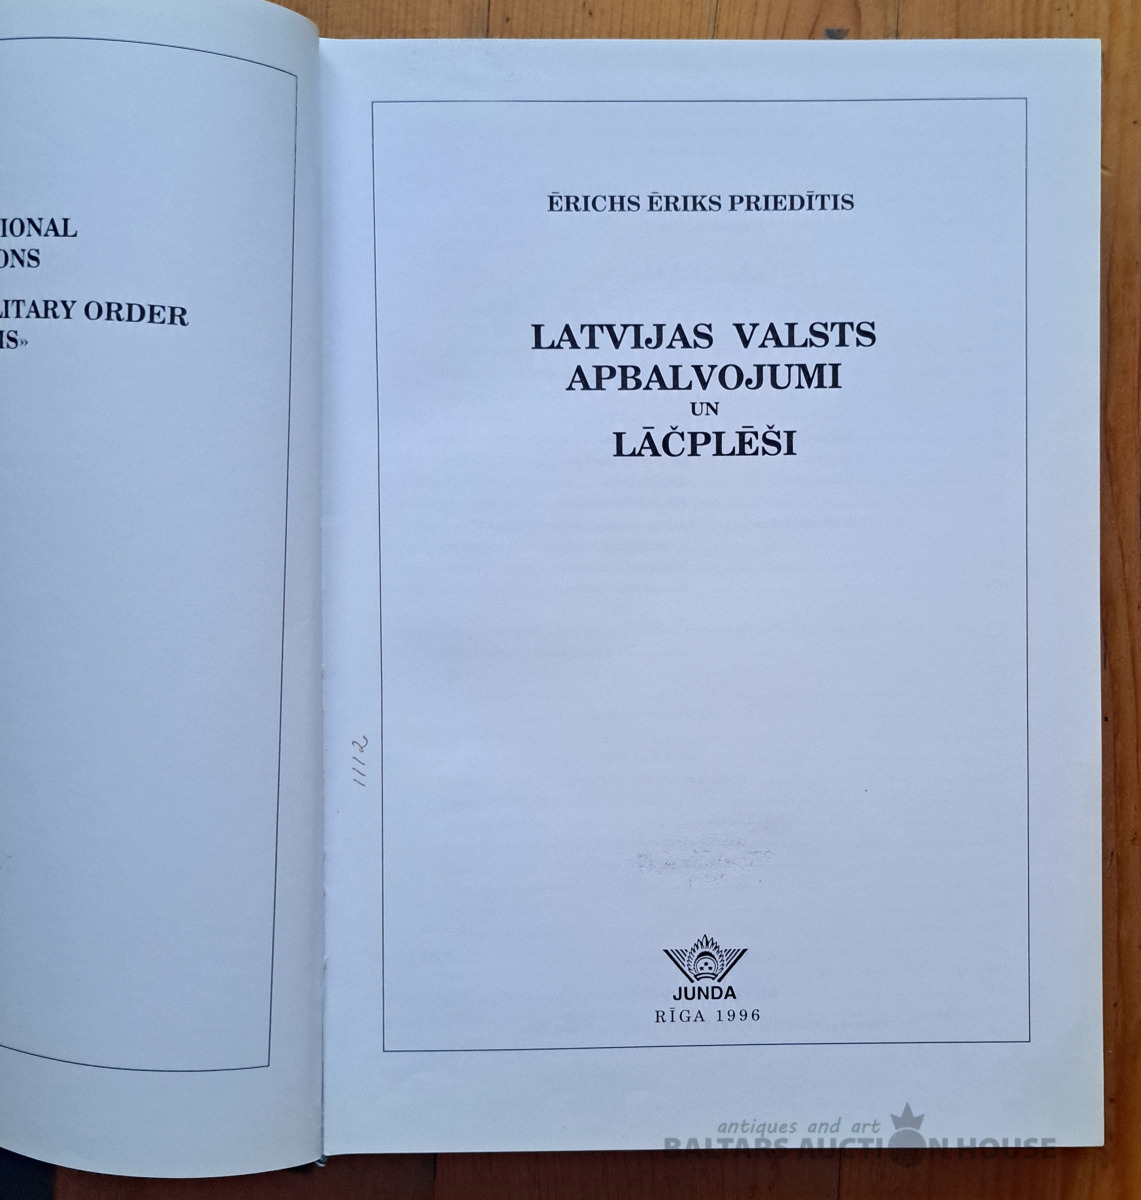 TIONAL
ONS
LITARY ORDER
IS»
ĒRICHS ĒRIKS PRIEDĪTIS
LATVIJAS VALSTS
APBALVOJUMI
UN
LĀČPLĒŠI
1112
JUNDA
RĪGA 1996
antiques and art
BALTARS AUCTION HOUSE